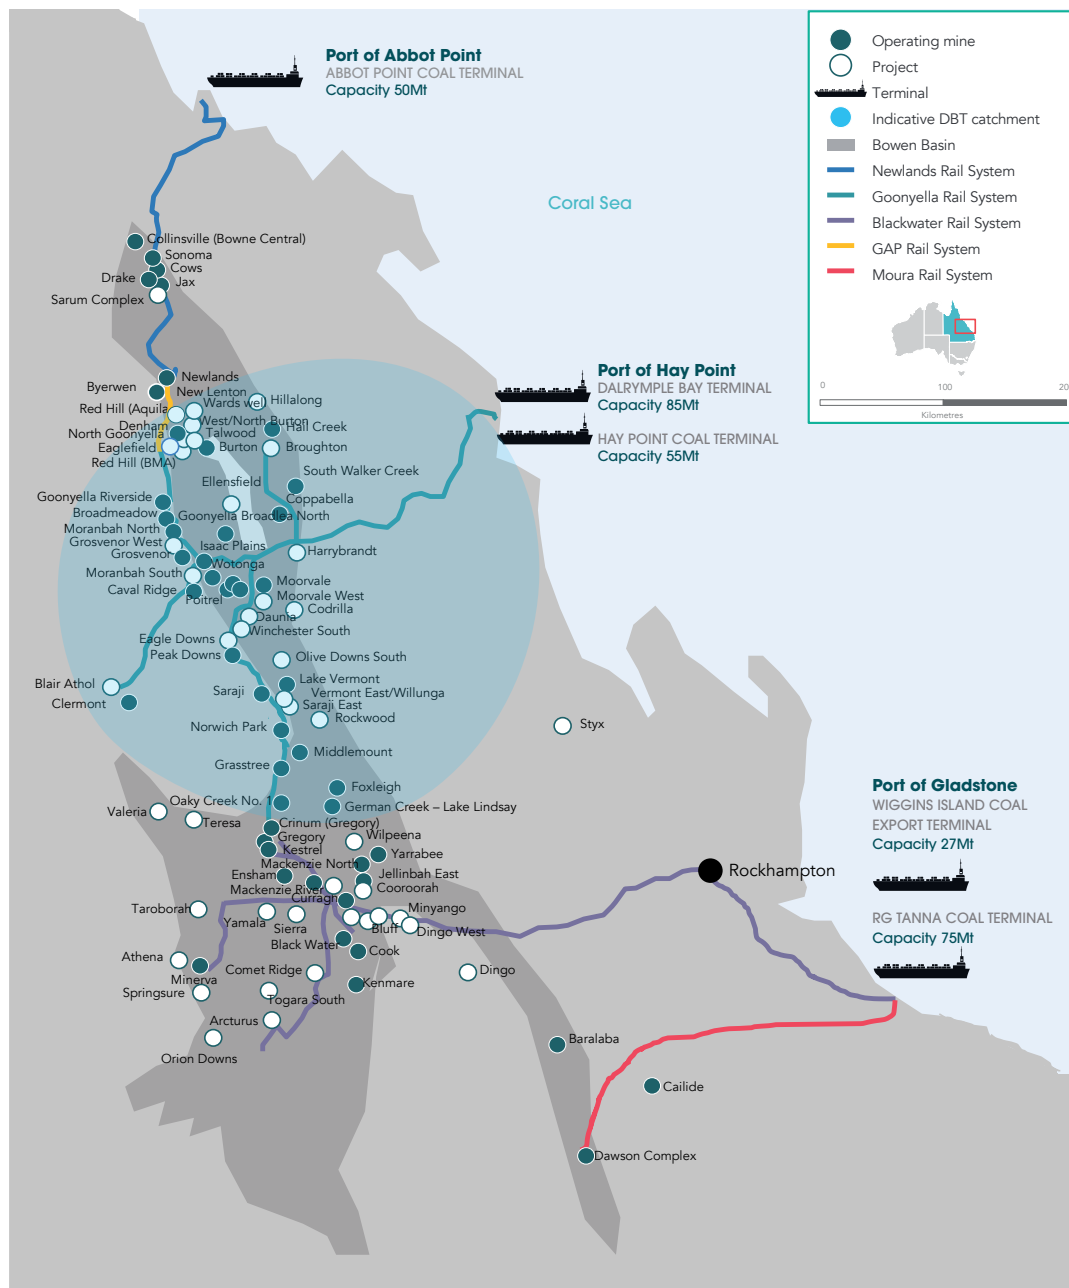 Port of Abbot Point
ABBOT POINT COAL TERMINAL
Capacity 50Mt
Operating mine
Project
Terminal
Indicative DBT catchment
Bowen Basin
Newlands Rail System
Goonyella Rail System
Blackwater Rail System
GAP Rail System
Moura Rail System
0 100 20
Kilometres
Coral Sea
Collinsville (Bowne Central)
Sonoma
Cows
Drake
Jax
Sarum Complex
Port of Hay Point
DALRYMPLE BAY TERMINAL
Capacity 85Mt
HAY POINT COAL TERMINAL
Capacity 55Mt
Newlands
Byerwen
New Lenton
Hillalong
Wards well
Red Hill (Aquila
West/North Burton
Denham
Hail Creek
North Goonyella
Talwood
Eaglefield
Burton
Broughton
Red Hill (BMA)
South Walker Creek
Ellensfield
Goonyella Riverside
Coppabella
Broadmeadow
Goonyella Broadlea North
Moranbah North
Grosvenor West
Isaac Plains
Grosvenor
Harrybrandt
Wotonga
Moranbah South
Moorvale
Caval Ridge
Poitrel
Moorvale West
Codrilla
Daunia
Winchester South
Eagle Downs
Peak Downs
Olive Downs South
Blair Athol
Lake Vermont
Saraji
Vermont East/Willunga
Clermont
Saraji East
Rockwood
Styx
Norwich Park
Middlemount
Grasstree
Foxleigh
Oaky Creek No. 1
German Creek – Lake Lindsay
Valeria
Teresa
Crinum (Gregory)
Gregory
Wilpeena
Kestrel
Yarrabee
Mackenzie North
Ensham
Jellinbah East
Mackenzie River
Cooroorah
Curragh
Taroborah
Minyango
Yamala
Sierra
Bluff
Dingo West
Black Water
Cook
Athena
Comet Ridge
Dingo
Minerva
Kenmare
Springsure
Togara South
Arcturus
Orion Downs
Baralaba
Cailide
Dawson Complex
Rockhampton
Port of Gladstone
WIGGINS ISLAND COAL
EXPORT TERMINAL
Capacity 27Mt
RG TANNA COAL TERMINAL
Capacity 75Mt